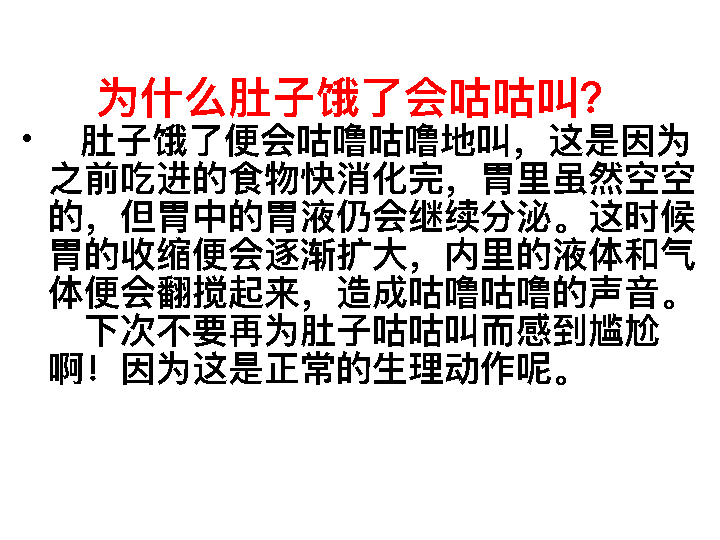 为什么肚子饿了会咕咕叫?
• 肚子饿了便会咕噜咕噜地叫，这是因为
之前吃进的食物快消化完，胃里虽然空空
的，但胃中的胃液仍会继续分泌。这时候
胃的收缩便会逐渐扩大，内里的液体和气
体便会翻搅起来，造成咕噜咕噜的声音。
下次不要再为肚子咕咕叫而感到尴尬
啊！因为这是正常的生理动作呢。